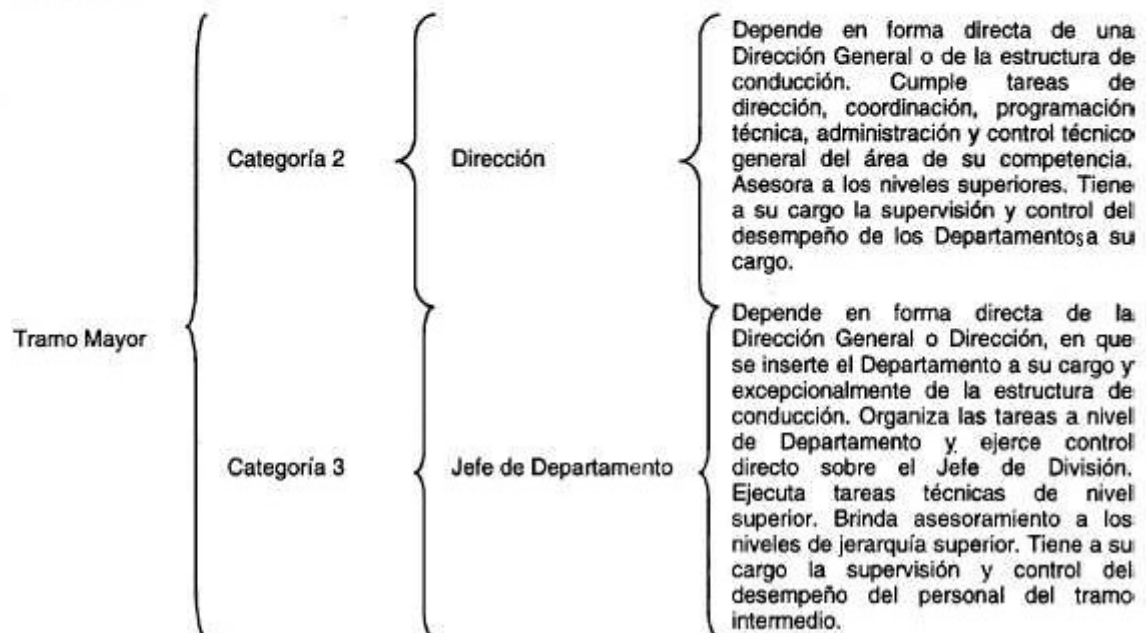 Depende en forma directa de una
Dirección General o de la estructura de
conducción. Cumple tareas de
dirección, coordinación, programación
técnica, administración y control técnico
Categoría 2
Dirección
general del área de su competencia.
Asesora a los niveles superiores. Tiene
a su cargo la supervisión y control del
desempeño de los Departamentos a su
cargo.
Tramo Mayor
Depende en forma directa de la
Dirección General o Dirección, en que
se inserte el Departamento a su cargo y
excepcionalmente de la estructura de
conducción. Organiza las tareas a nivel
de Departamento y ejerce control
Categoría 3
Jefe de Departamento
directo sobre el Jefe de División.
Ejecuta tareas técnicas de nivel
superior. Brinda asesoramiento a los
niveles de jerarquía superior. Tiene a su
cargo la supervisión y control del
desempeño del personal del tramo
intermedio.